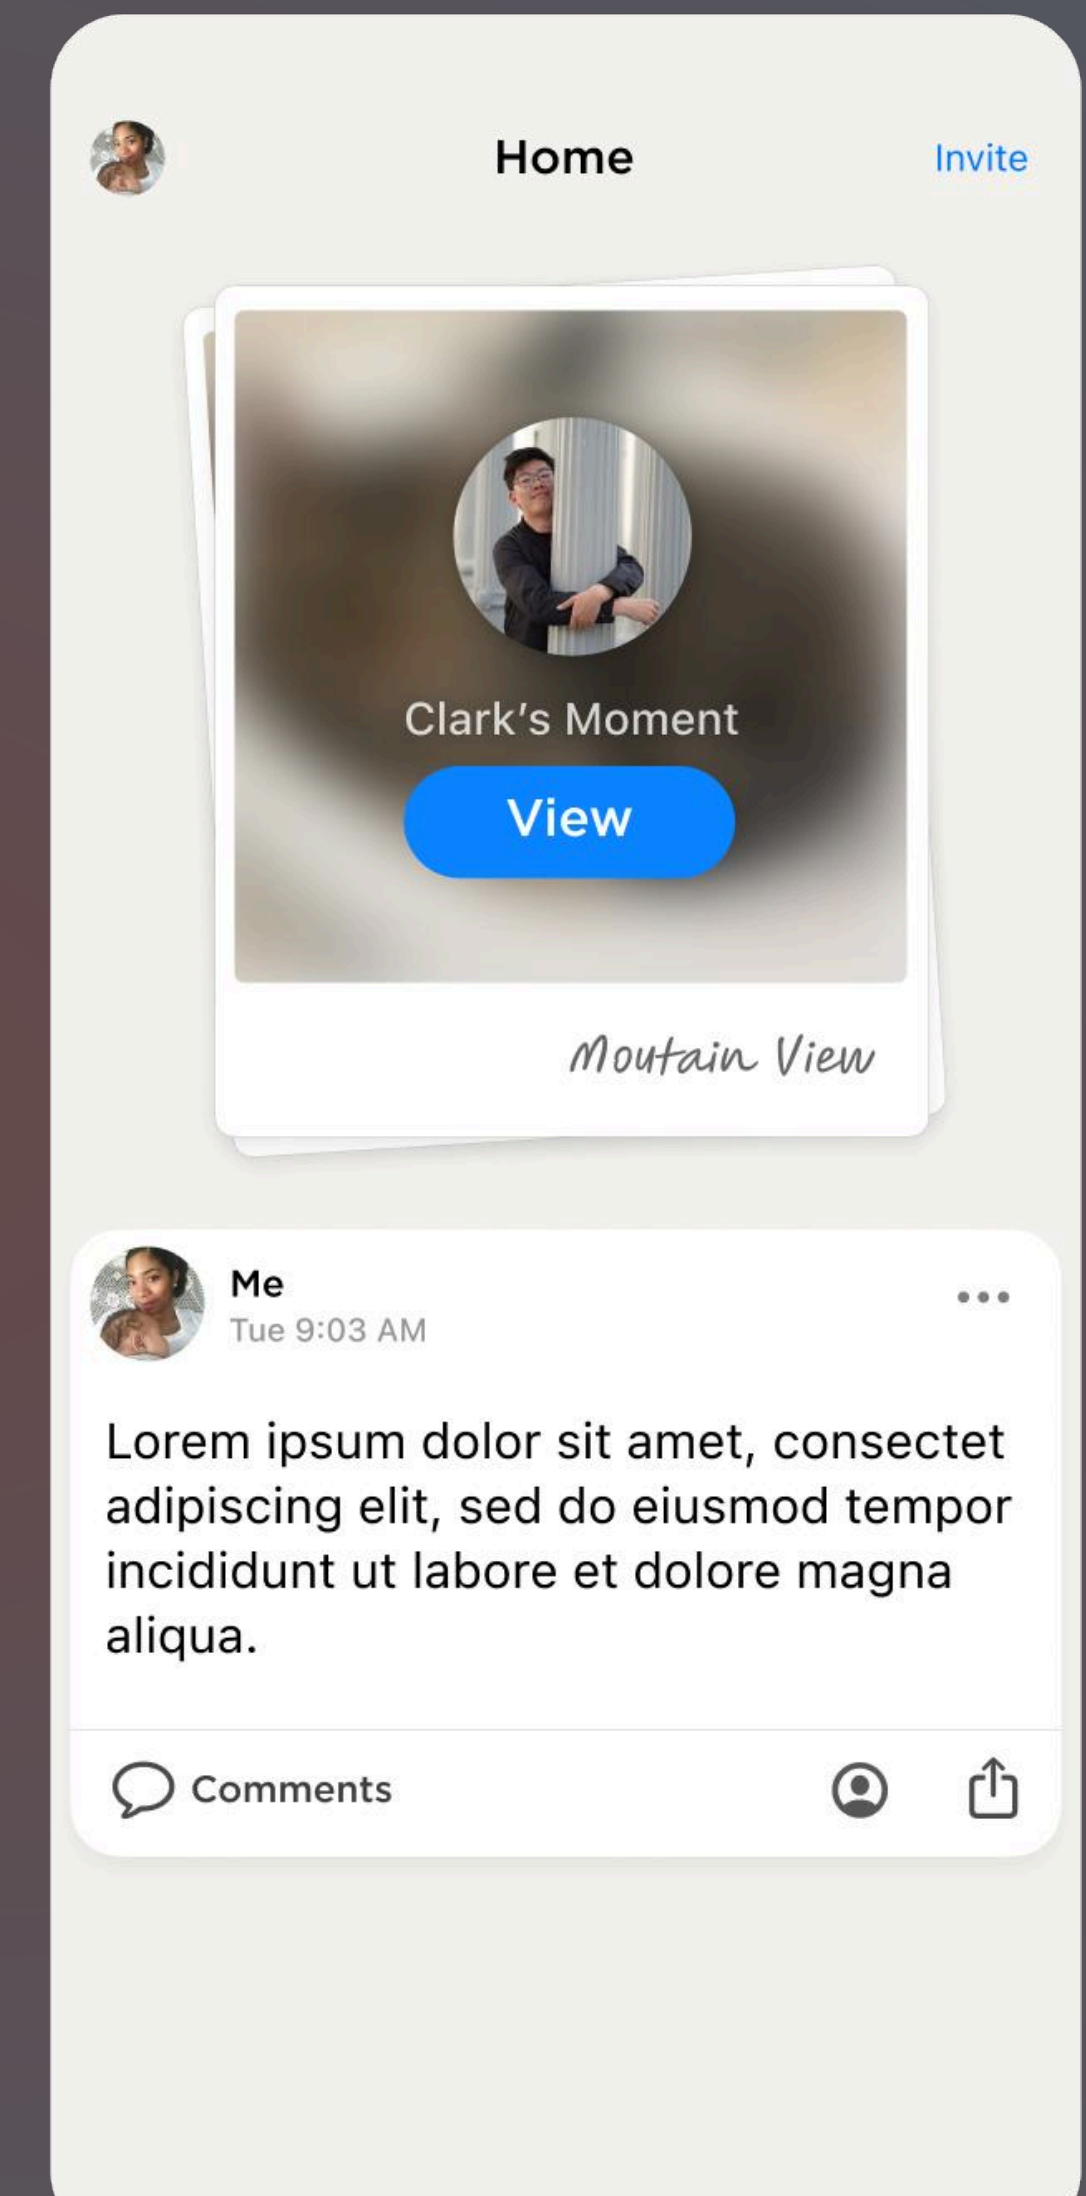 Home
Invite
Clark's Moment
View
Moutain View
Me
Tue 9:03 AM
Lorem ipsum dolor sit amet, consectet
adipiscing elit, sed do eiusmod tempor
incididunt ut labore et dolore magna
aliqua.
Comments